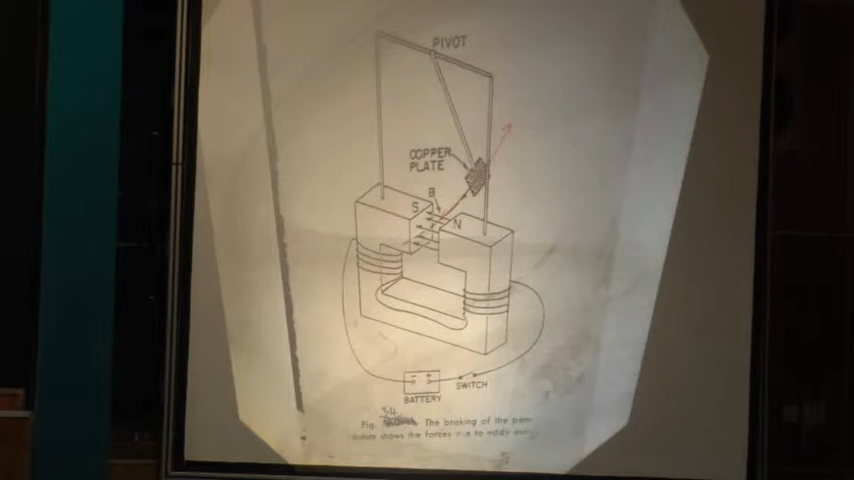 PIVOT
COPPER
PLATE
B
S
N
- +
BATTERY
SWITCH
34
Fig. The braking of the pen-
dulum shows the forces due to eddy